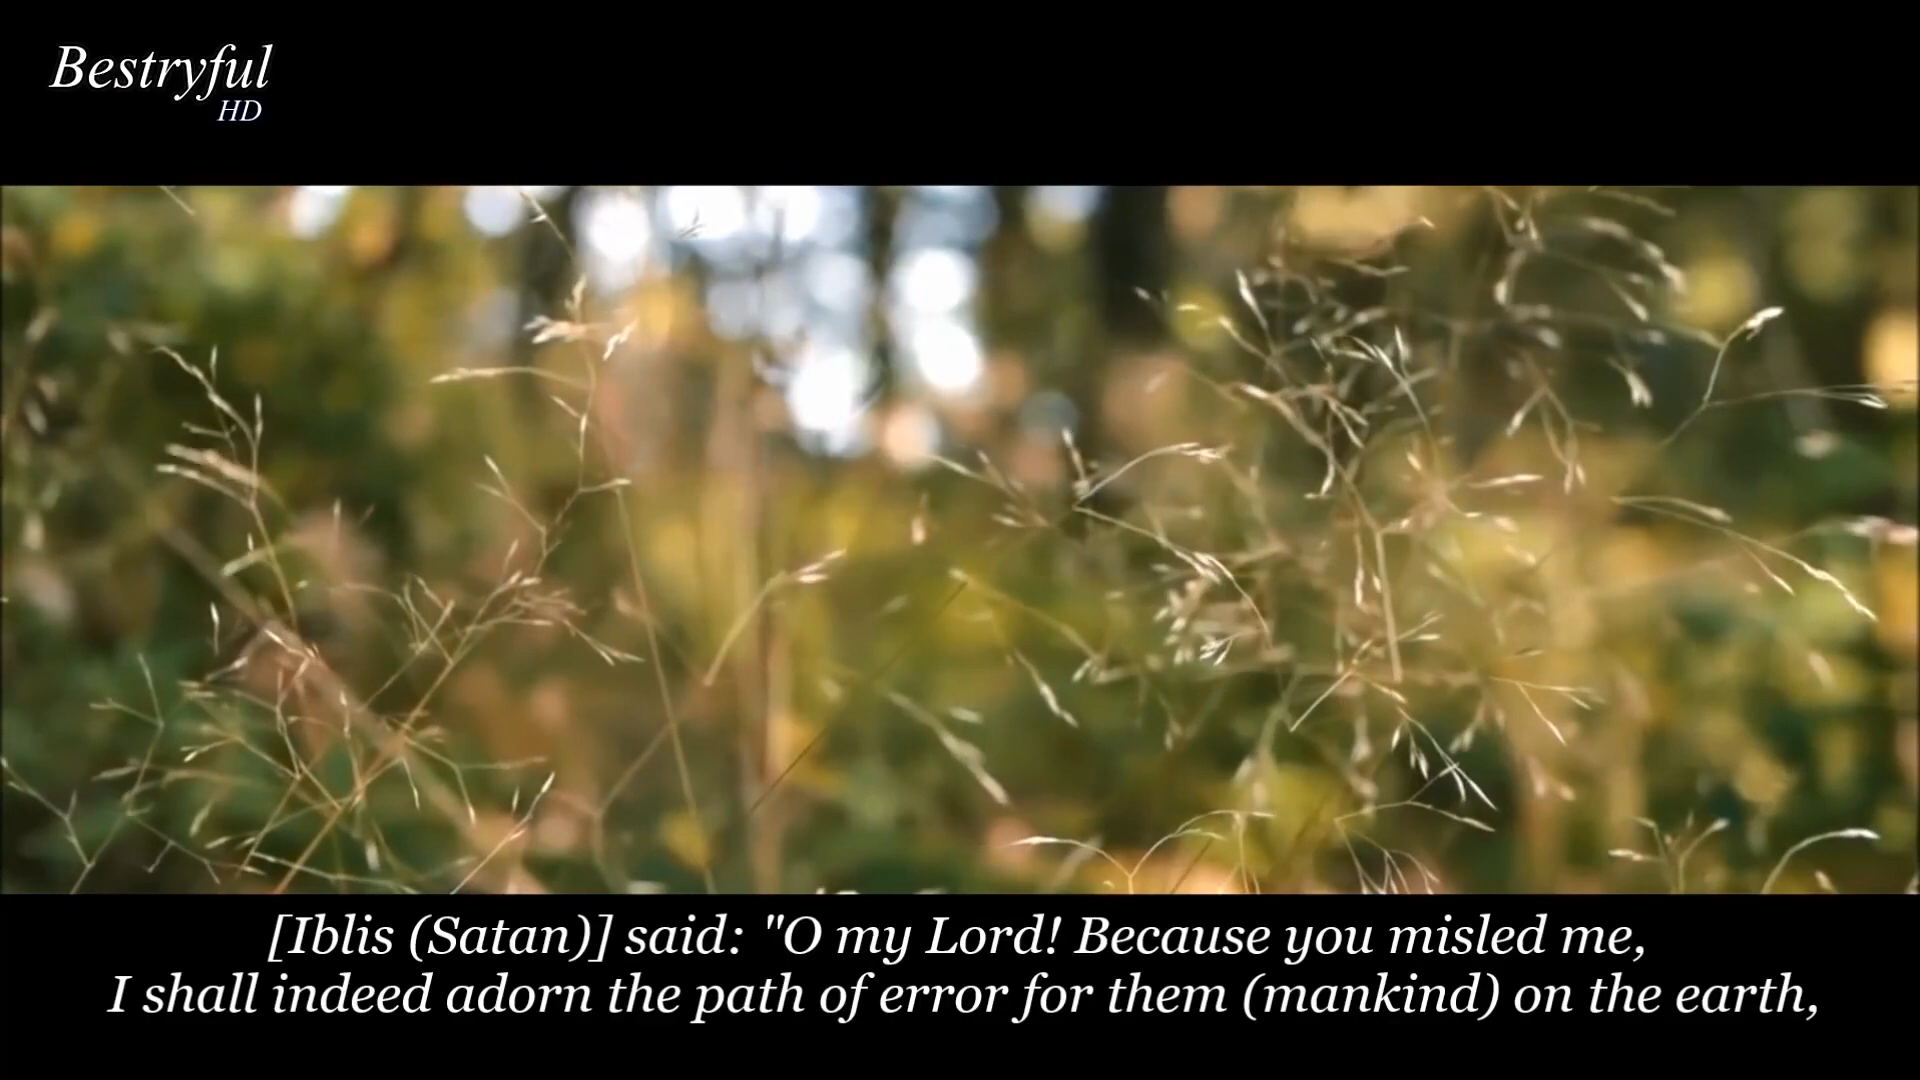 Bestryful
HD
[Iblis (Satan)] said: "O my Lord! Because you misled me,
I shall indeed adorn the path of error for them (mankind) on the earth,